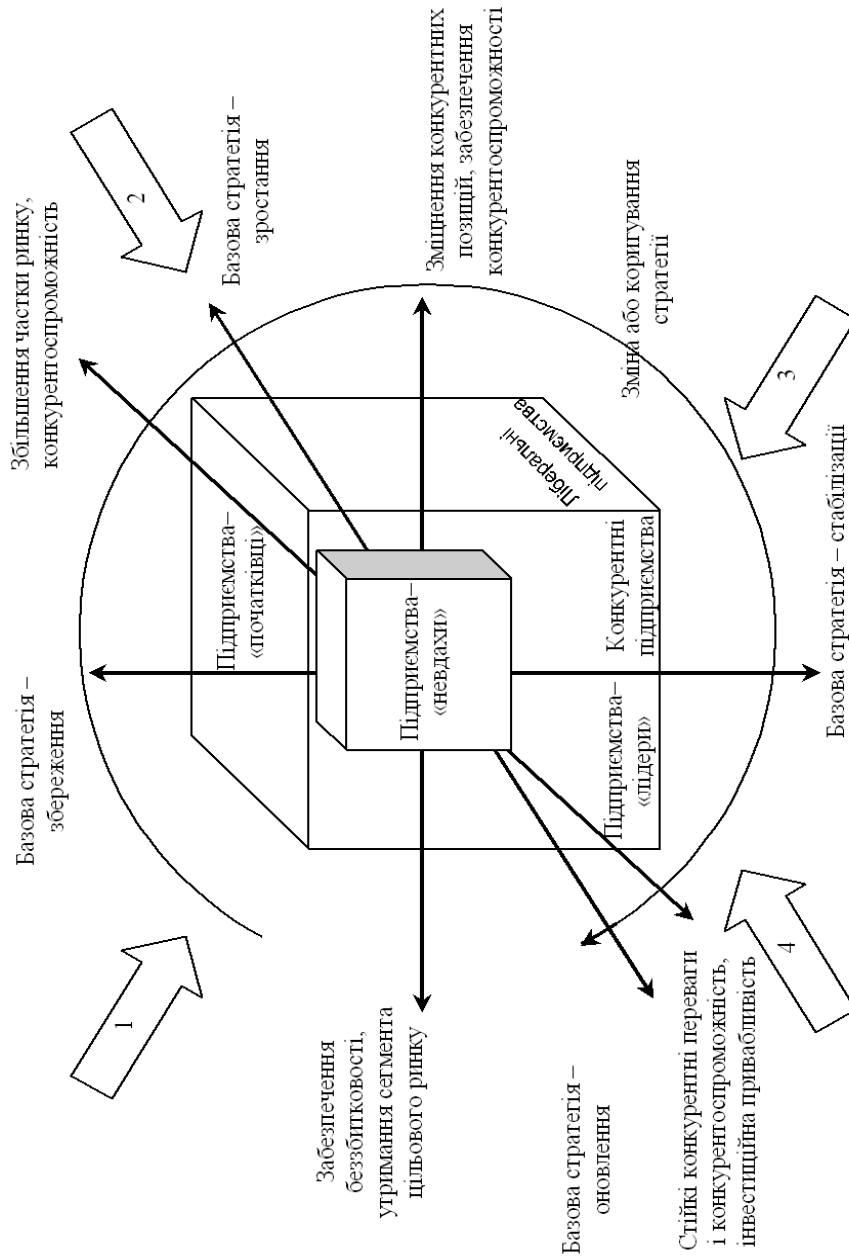 1
Базова стратегія –
збереження
Збільшення частки ринку,
конкурентоспроможність
2
Базова стратегія –
зростання
Забезпечення
беззбитковості,
утримання сегмента
цільового ринку
Підприємства–
«початківці»
Підприємства–
«невдахи»
Ліберальні
підприємства
Зміцнення конкурентних
позицій, забезпечення
конкурентоспроможності
Підприємства–
«лідери»
Конкурентні
підприємства
Зміна або коригування
стратегії
Базова стратегія –
оновлення
Стійкі конкурентні переваги
і конкурентоспроможність,
інвестиційна привабливість
4
Базова стратегія – стабілізації
3